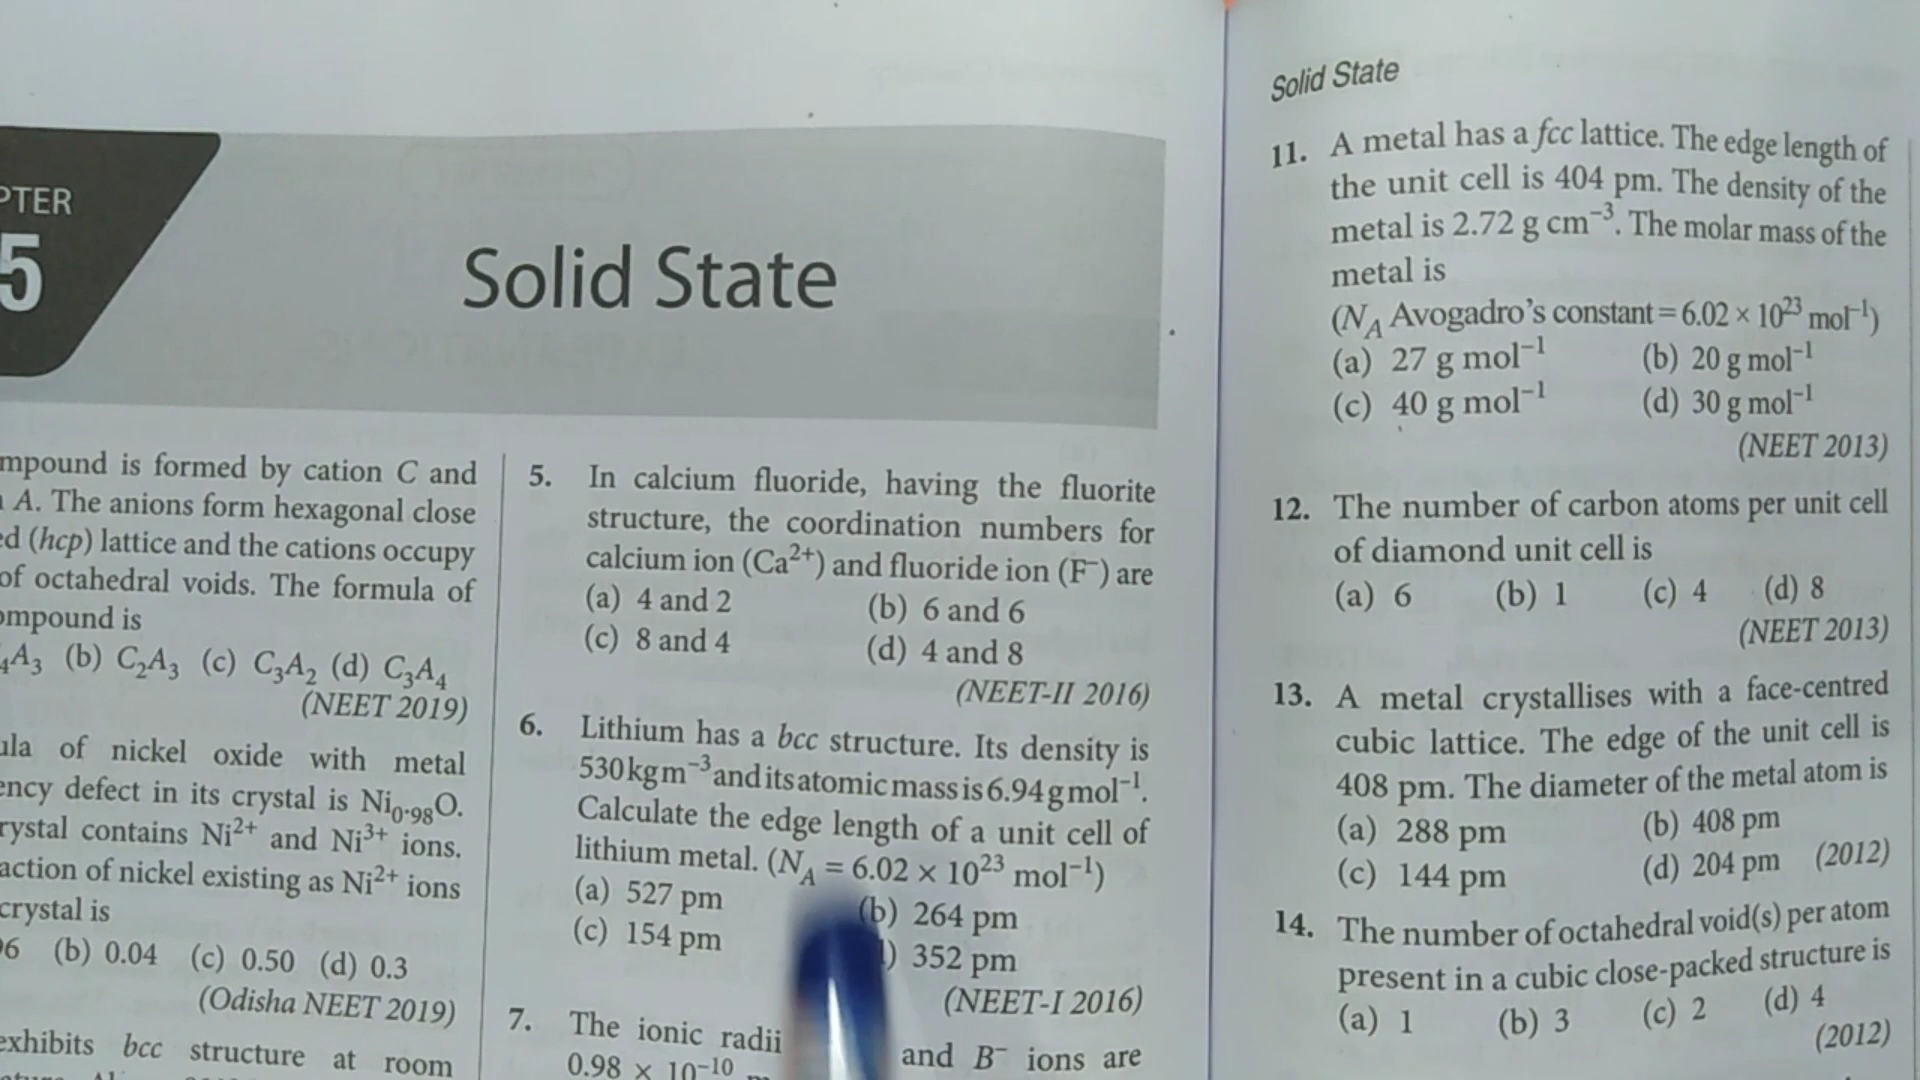 5
Solid State
mpound is formed by cation C and
A. The anions form hexagonal close
ed (hcp) lattice and the cations occupy
of octahedral voids. The formula of
ompound is
₄A₃ (b) C₂A₃ (c) C₃A₂ (d) C₃A₄
(NEET 2019)
ula of nickel oxide with metal
ency defect in its crystal is Ni₀.₉₈O.
rystal contains Ni²⁺ and Ni³⁺ ions.
action of nickel existing as Ni²⁺ ions
crystal is
96 (b) 0.04 (c) 0.50 (d) 0.3
(Odisha NEET 2019)
exhibits bcc structure at room
5. In calcium fluoride, having the fluorite
structure, the coordination numbers for
calcium ion (Ca²⁺) and fluoride ion (F⁻) are
(a) 4 and 2 (b) 6 and 6
(c) 8 and 4 (d) 4 and 8
(NEET-II 2016)
6. Lithium has a bcc structure. Its density is
530 kg m⁻³ and its atomic mass is 6.94 g mol⁻¹.
Calculate the edge length of a unit cell of
lithium metal. (N_A = 6.02 × 10²³ mol⁻¹)
(a) 527 pm (b) 264 pm
(c) 154 pm ) 352 pm
(NEET-I 2016)
7. The ionic radii and B⁻ ions are
0.98 × 10⁻¹⁰
Solid State
11. A metal has a fcc lattice. The edge length of
the unit cell is 404 pm. The density of the
metal is 2.72 g cm⁻³. The molar mass of the
metal is
(N_A Avogadro's constant = 6.02 × 10²³ mol⁻¹)
(a) 27 g mol⁻¹ (b) 20 g mol⁻¹
(c) 40 g mol⁻¹ (d) 30 g mol⁻¹
(NEET 2013)
12. The number of carbon atoms per unit cell
of diamond unit cell is
(a) 6 (b) 1 (c) 4 (d) 8
(NEET 2013)
13. A metal crystallises with a face-centred
cubic lattice. The edge of the unit cell is
408 pm. The diameter of the metal atom is
(a) 288 pm (b) 408 pm
(c) 144 pm (d) 204 pm (2012)
14. The number of octahedral void(s) per atom
present in a cubic close-packed structure is
(a) 1 (b) 3 (c) 2 (d) 4
(2012)